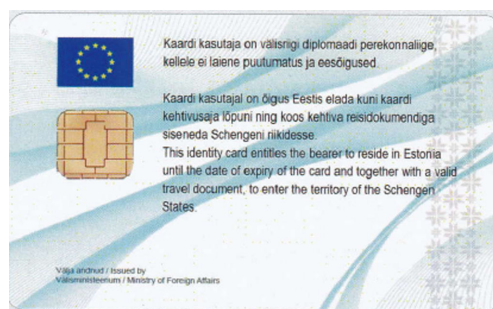 Kaardi kasutaja on välisriigi diplomaadi perekonnaliige,
kellele ei laiene puutumatus ja eesõigused.
Kaardi kasutajal on õigus Eestis elada kuni kaardi
kehtivusaja lõpuni ning koos kehtiva reisidokumendiga
siseneda Schengeni riikidesse.
This identity card entitles the bearer to reside in Estonia
until the date of expiry of the card and together with a valid
travel document, to enter the territory of the Schengen
States.
Välja andnud / Issued by
Välisministeerium / Ministry of Foreign Affairs